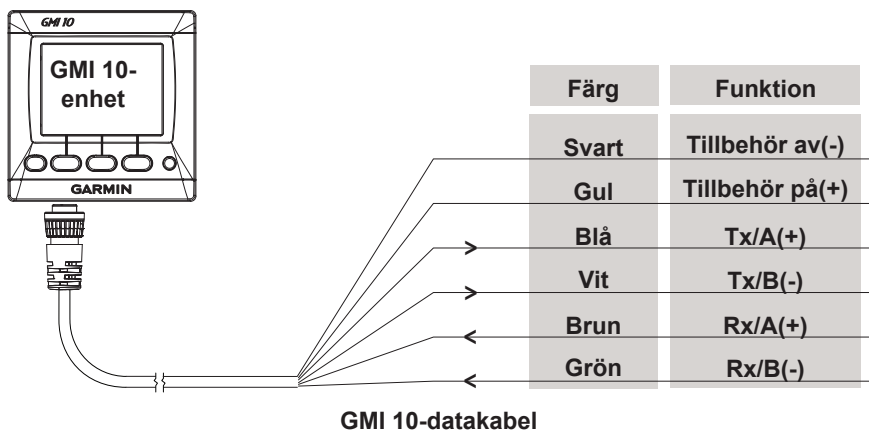 GMI 10
GMI 10-
enhet
GARMIN
Färg Funktion
Svart Tillbehör av(-)
Gul Tillbehör på(+)
Blå Tx/A(+)
Vit Tx/B(-)
Brun Rx/A(+)
Grön Rx/B(-)
GMI 10-datakabel